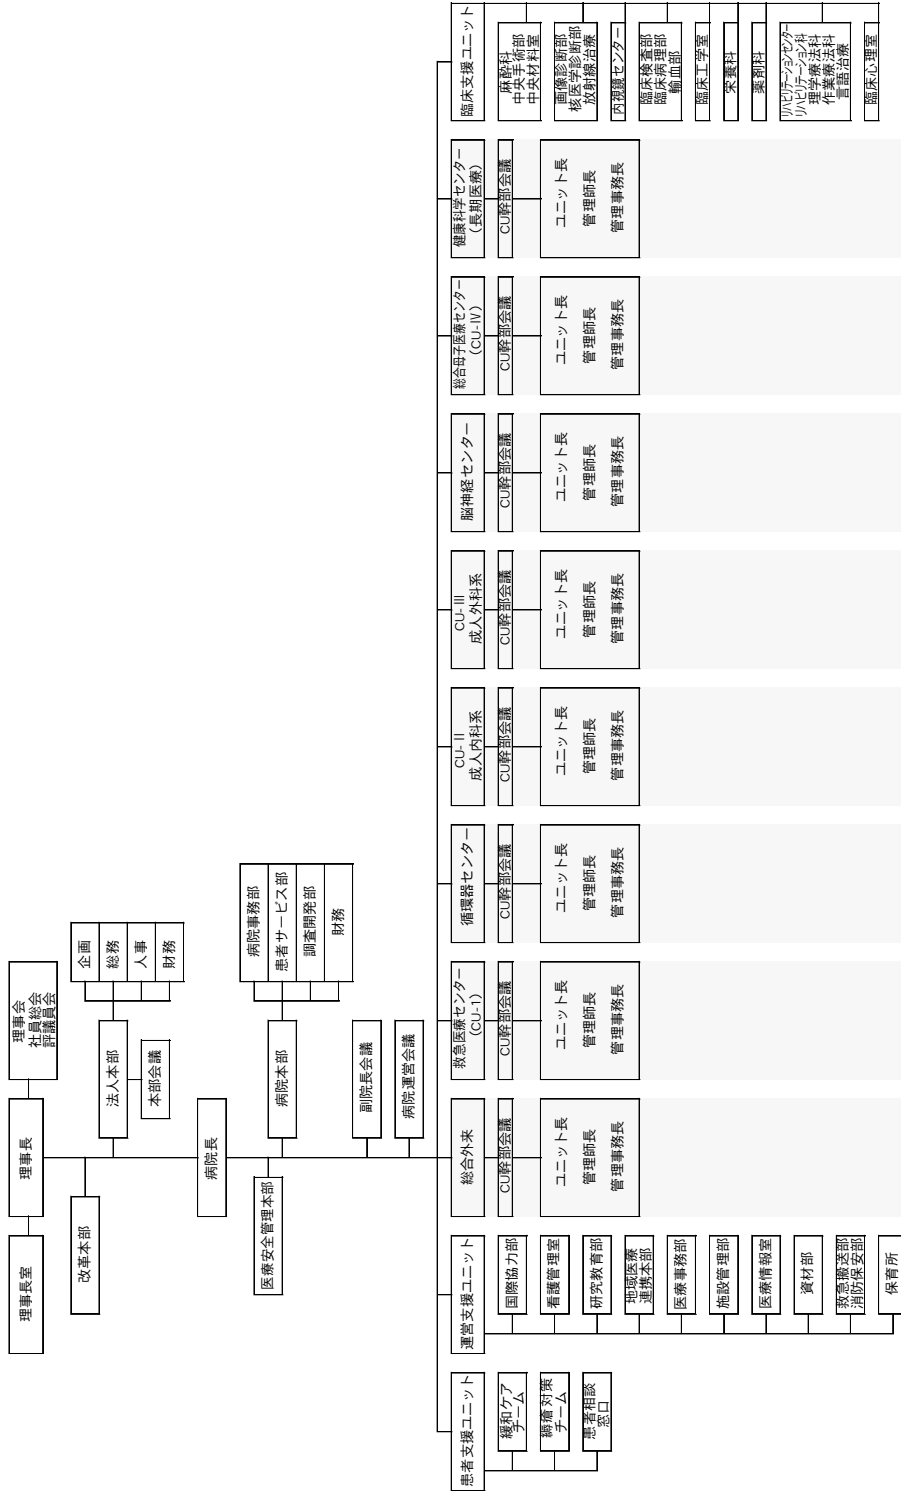 理事長室
理事長
理事会
社員総会
評議員会
改革本部
法人本部
本部会議
企画
総務
人事
財務
病院長
医療安全管理本部
病院本部
病院事務部
患者サービス部
調査開発部
財務
副院長会議
病院運営会議
患者支援ユニット
緩和ケア
チーム
褥瘡対策
チーム
患者相談
窓口
運営支援ユニット
国際協力部
看護管理室
研究教育部
地域医療
連携本部
医療事務部
施設管理部
医療情報室
資材部
救急搬送部
消防保安部
保育所
総合外来
CU幹部会議
ユニット長
管理師長
管理事務長
救急医療センター
(CU-1)
CU幹部会議
ユニット長
管理師長
管理事務長
循環器センター
CU幹部会議
ユニット長
管理師長
管理事務長
CU-Ⅱ
成人内科系
CU幹部会議
ユニット長
管理師長
管理事務長
CU-Ⅲ
成人外科系
CU幹部会議
ユニット長
管理師長
管理事務長
脳神経センター
CU幹部会議
ユニット長
管理師長
管理事務長
総合母子医療センター
(CU-Ⅳ)
CU幹部会議
ユニット長
管理師長
管理事務長
健康科学センター
(長期医療)
CU幹部会議
ユニット長
管理師長
管理事務長
臨床支援ユニット
麻酔科
中央手術部
中央材料室
画像診断部
核医学診断部
放射線治療
内視鏡センター
臨床検査部
臨床病理部
輸血部
臨床工学室
栄養科
薬剤科
リハビリテーションセンター
リハビリテーション科
理学療法科
作業療法科
言語治療
臨床心理室